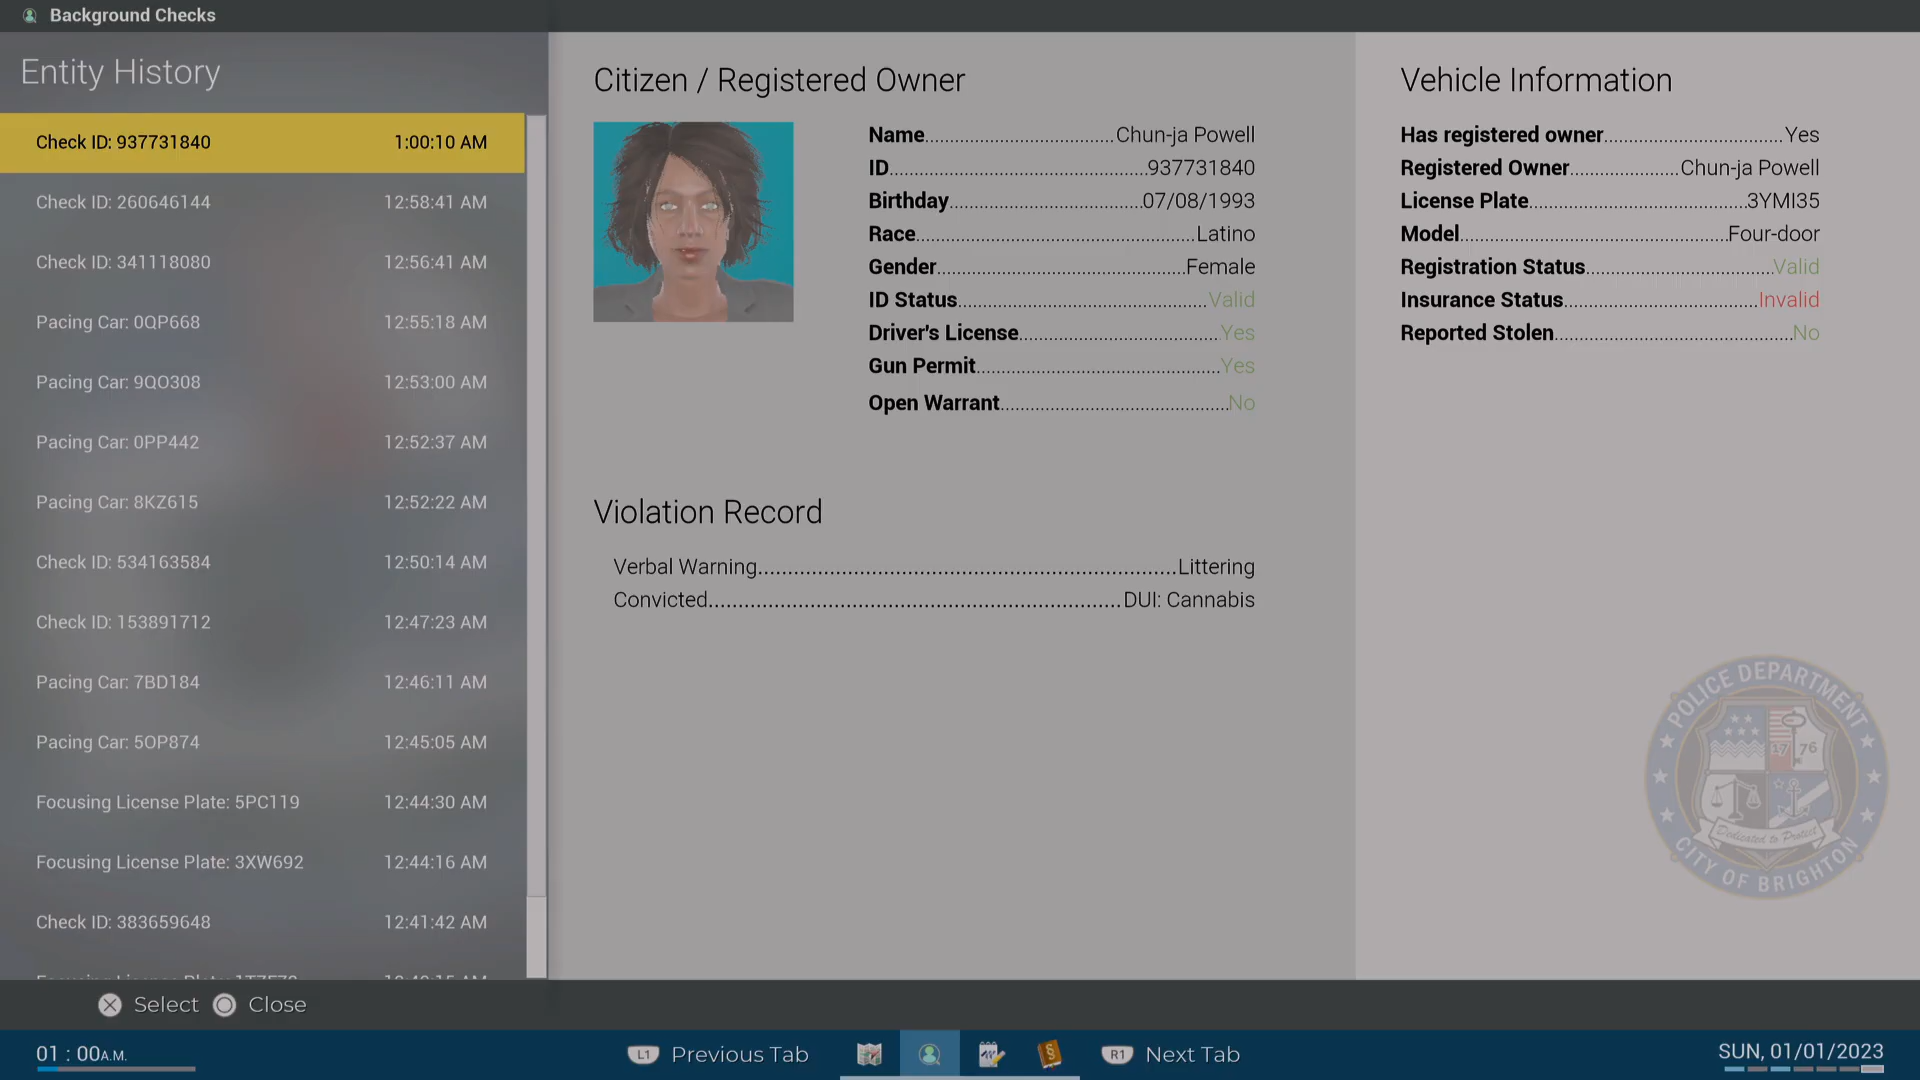 Background Checks
Entity History
Check ID: 937731840 1:00:10 AM
Check ID: 260646144 12:58:41 AM
Check ID: 341118080 12:56:41 AM
Pacing Car: 0QP668 12:55:18 AM
Pacing Car: 9QO308 12:53:00 AM
Pacing Car: 0PP442 12:52:37 AM
Pacing Car: 8KZ615 12:52:22 AM
Check ID: 534163584 12:50:14 AM
Check ID: 153891712 12:47:23 AM
Pacing Car: 7BD184 12:46:11 AM
Pacing Car: 5OP874 12:45:05 AM
Focusing License Plate: 5PC119 12:44:30 AM
Focusing License Plate: 3XW692 12:44:16 AM
Check ID: 383659648 12:41:42 AM
Citizen / Registered Owner
Name Chun-ja Powell
ID 937731840
Birthday 07/08/1993
Race Latino
Gender Female
ID Status Valid
Driver's License Yes
Gun Permit Yes
Open Warrant No
Violation Record
Verbal Warning Littering
Convicted DUI: Cannabis
Vehicle Information
Has registered owner Yes
Registered Owner Chun-ja Powell
License Plate 3YMI35
Model Four-door
Registration Status Valid
Insurance Status Invalid
Reported Stolen No
POLICE DEPARTMENT
17 76
Dedicated to Protect
CITY OF BRIGHTON
Select Close
01 : 00 A.M.
L1 Previous Tab
R1 Next Tab
SUN, 01/01/2023